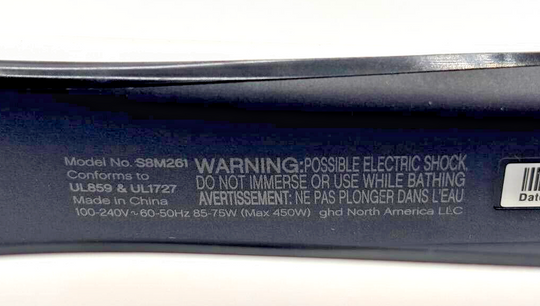 Model No. S8M261
Conforms to
UL859 & UL1727
Made in China
WARNING: POSSIBLE ELECTRIC SHOCK
DO NOT IMMERSE OR USE WHILE BATHING
AVERTISSEMENT: NE PAS PLONGER DANS L'EAU
100-240V~ 60-50Hz 85-75W (Max 450W) ghd North America LLC
Date